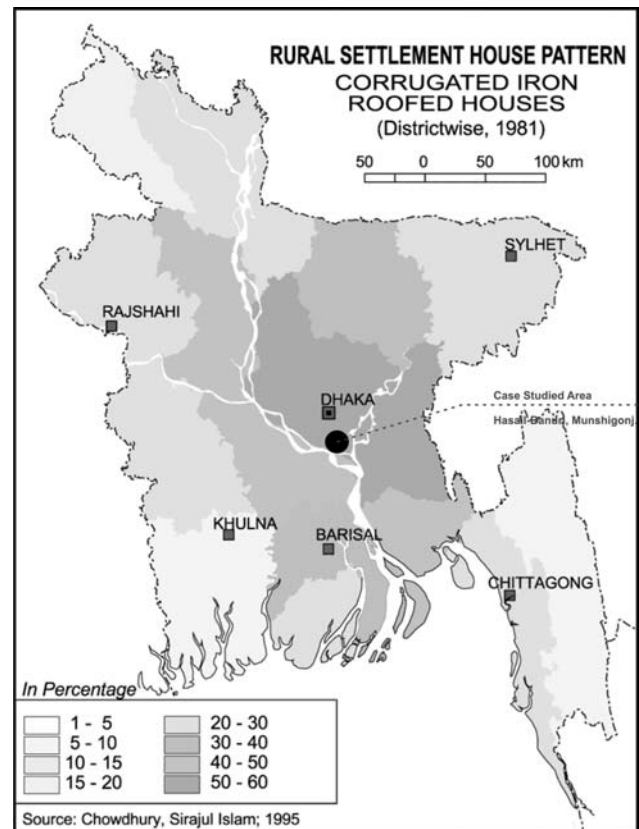 RURAL SETTLEMENT HOUSE PATTERN
CORRUGATED IRON
ROOFED HOUSES
(Districtwise, 1981)
50 25 0 50 100 km
SYLHET
RAJSHAHI
DHAKA
Case Studied Area
Munshigonj.
KHULNA
BARISAL
CHITTAGONG
In Percentage
1 - 5 20 - 30
5 - 10 30 - 40
10 - 15 40 - 50
15 - 20 50 - 60
Source: Chowdhury, Sirajul Islam; 1995